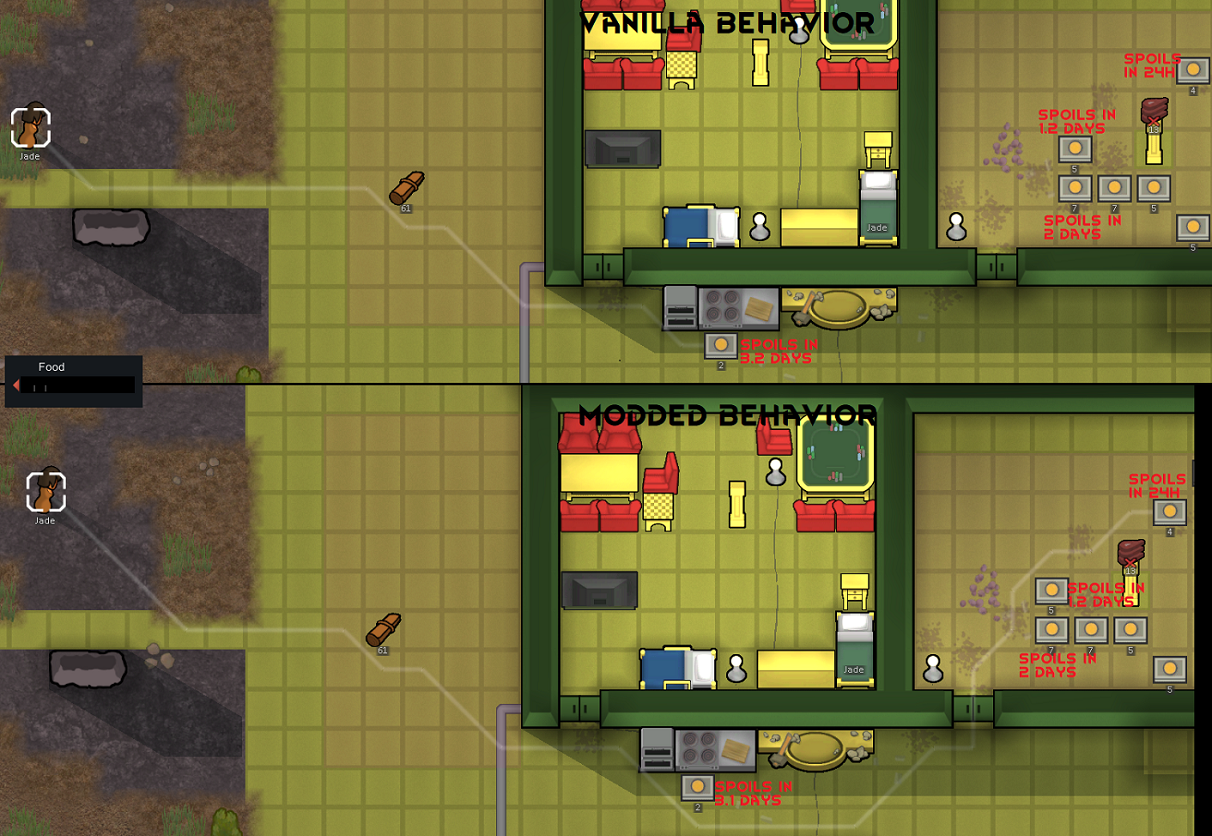 VANILLA BEHAVIOR
SPOILS
IN 24H
4
SPOILS IN
1.2 DAYS
13
5
Jade
61
7
7
5
SPOILS IN
2 DAYS
Jade
5
SPOILS IN
3.2 DAYS
2
Food
MODDED BEHAVIOR
SPOILS
IN 24H
4
Jade
13
SPOILS IN
1.2 DAYS
5
61
7
7
5
SPOILS IN
2 DAYS
Jade
5
SPOILS IN
3.1 DAYS
2